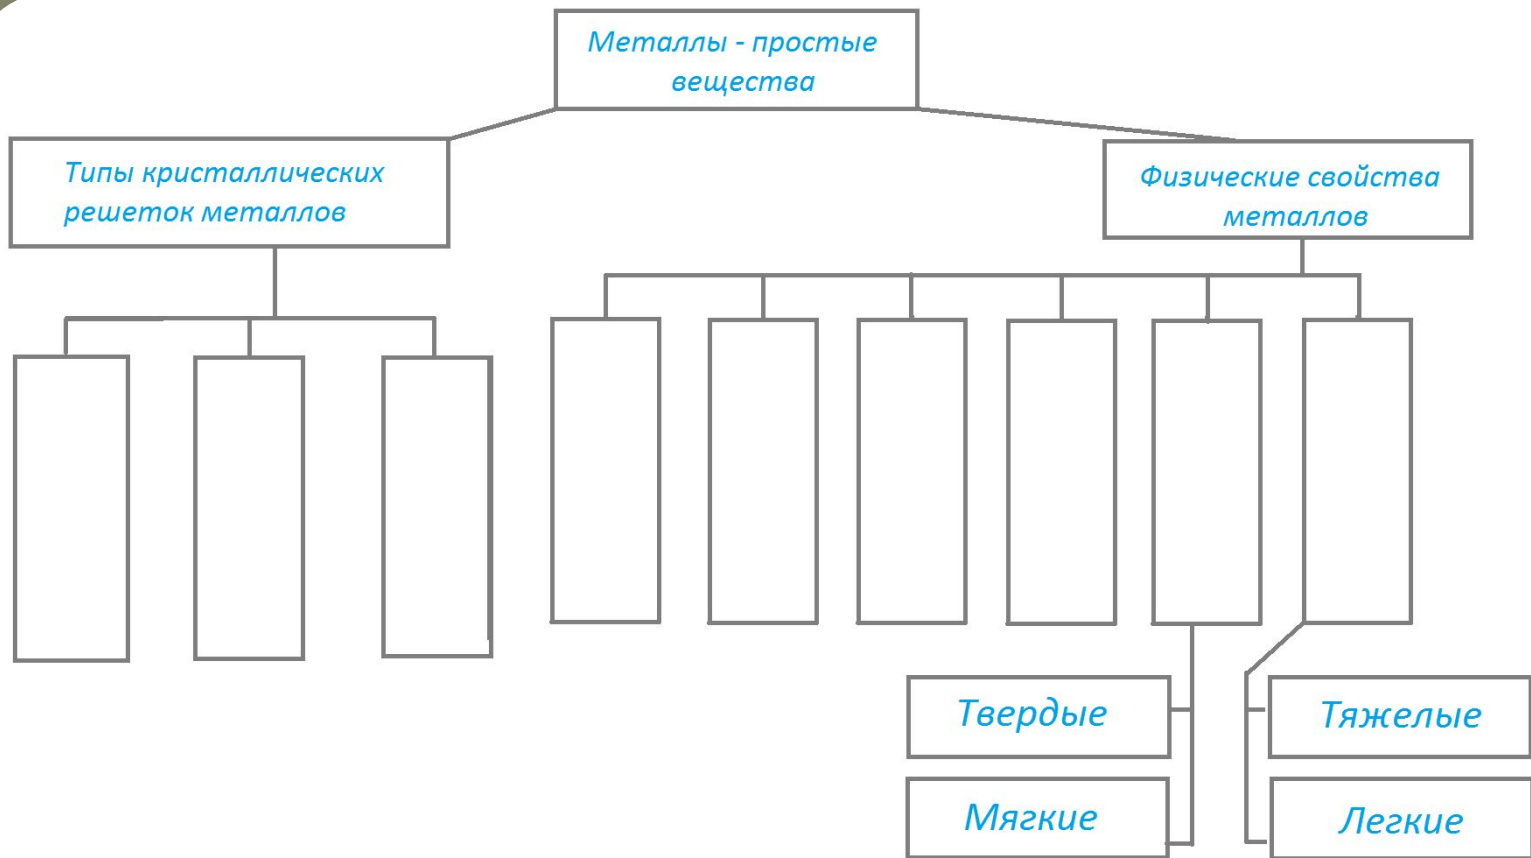 Металлы - простые
вещества
Типы кристаллических
решеток металлов
Физические свойства
металлов
Твердые
Тяжелые
Мягкие
Легкие